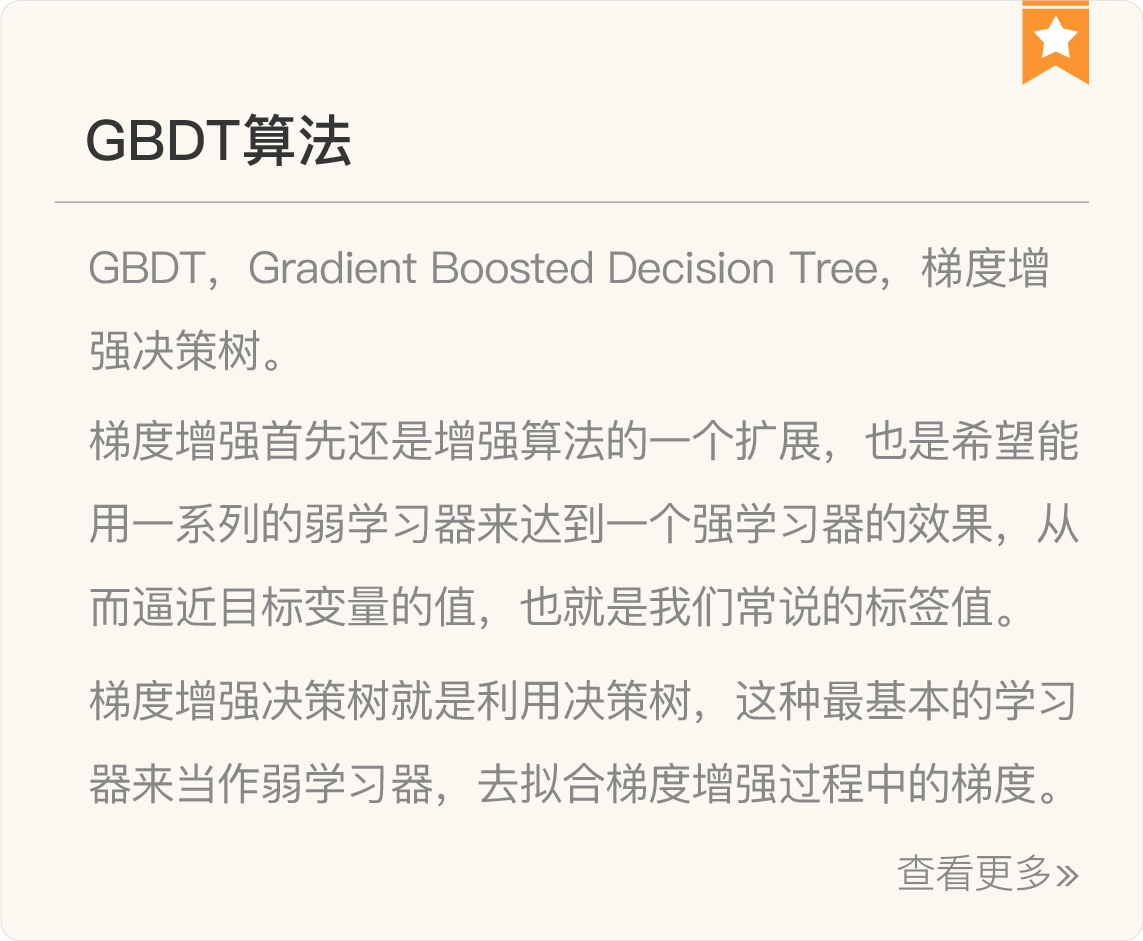 GBDT算法
GBDT，Gradient Boosted Decision Tree，梯度增
强决策树。
梯度增强首先还是增强算法的一个扩展，也是希望能
用一系列的弱学习器来达到一个强学习器的效果，从
而逼近目标变量的值，也就是我们常说的标签值。
梯度增强决策树就是利用决策树，这种最基本的学习
器来当作弱学习器，去拟合梯度增强过程中的梯度。
查看更多»